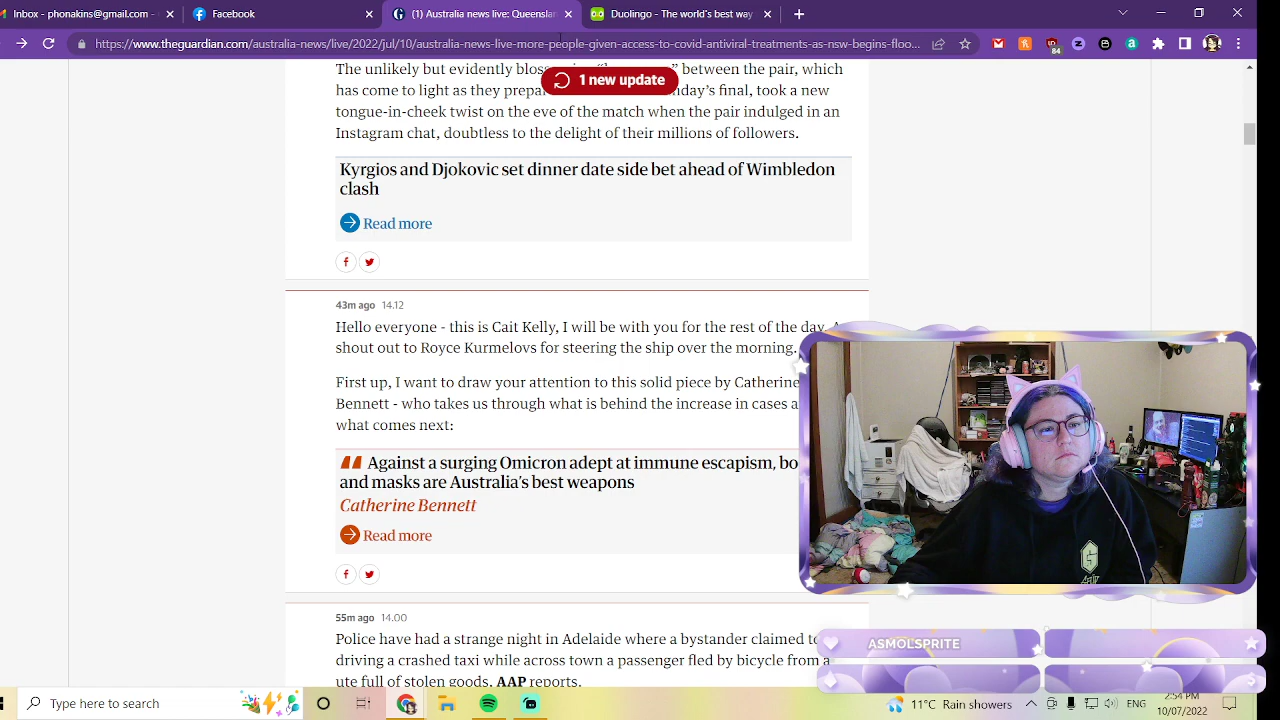 Inbox - phonakins@gmail.com -
Facebook
Australia news live: Queenslan
Duolingo - The world's best way
https://www.theguardian.com/australia-news/live/2022/jul/10/australia-news-live-more-people-given-access-to-covid-antiviral-treatments-as-nsw-begins-floo...
84
The unlikely but evidently between the pair, which
1 new update
has come to light as they final, took a new
tongue-in-cheek twist on the eve of the match when the pair indulged in an
Instagram chat, doubtless to the delight of their millions of followers.
Kyrgios and Djokovic set dinner date side bet ahead of Wimbledon
clash
Read more
43m ago 14.12
Hello everyone - this is Cait Kelly, I will be with you for the rest of the day.
shout out to Royce Kurmelovs for steering the ship over the morning.
First up, I want to draw your attention to this solid piece by Catherine
Bennett - who takes us through what is behind the increase in cases
what comes next:
Against a surging Omicron adept at immune escapism,
and masks are Australia's best weapons
Catherine Bennett
Read more
55m ago 14.00
Police have had a strange night in Adelaide where a bystander claimed
driving a crashed taxi while across town a passenger fled by bicycle from
ute full of stolen goods, AAP reports.
ASMOLSPRITE
Type here to search
11°C Rain showers
ENG
2:54 PM
10/07/2022